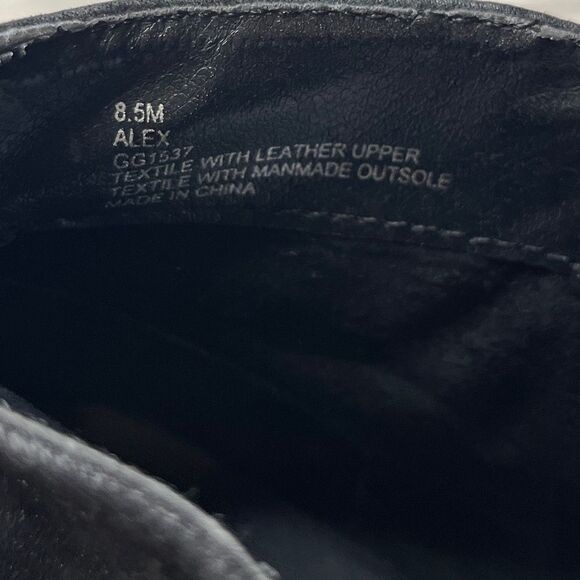 8.5M
ALEX
GG1537
TEXTILE WITH LEATHER UPPER
TEXTILE WITH MANMADE OUTSOLE
MADE IN CHINA